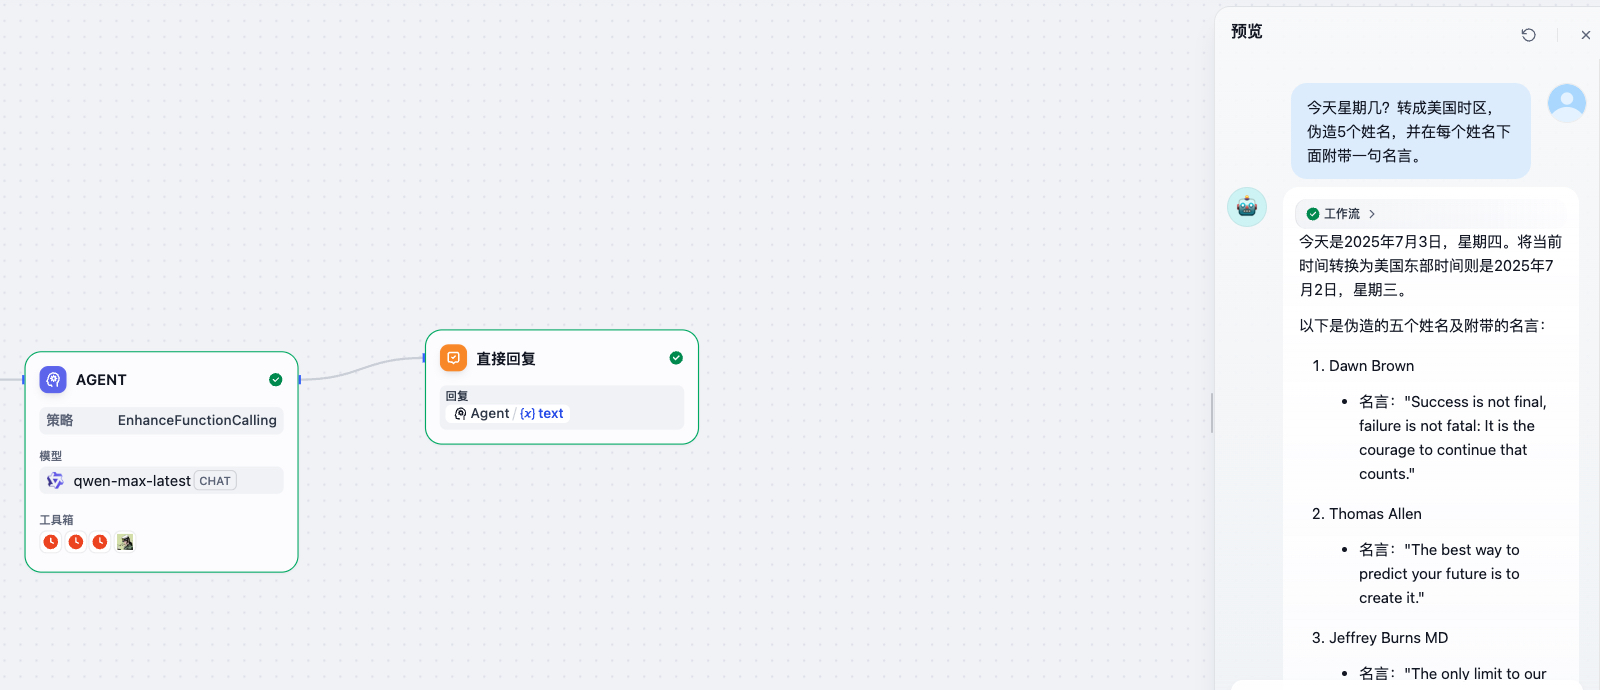 AGENT
策略 EnhanceFunctionCalling
模型
qwen-max-latest CHAT
工具箱
直接回复
回复
Agent / {x} text
预览
今天星期几？转成美国时区，
伪造5个姓名，并在每个姓名下
面附带一句名言。
工作流
今天是2025年7月3日，星期四。将当前
时间转换为美国东部时间则是2025年7
月2日，星期三。
以下是伪造的五个姓名及附带的名言：
1. Dawn Brown
• 名言："Success is not final,
failure is not fatal: It is the
courage to continue that
counts."
2. Thomas Allen
• 名言："The best way to
predict your future is to
create it."
3. Jeffrey Burns MD
• 名言："The only limit to our